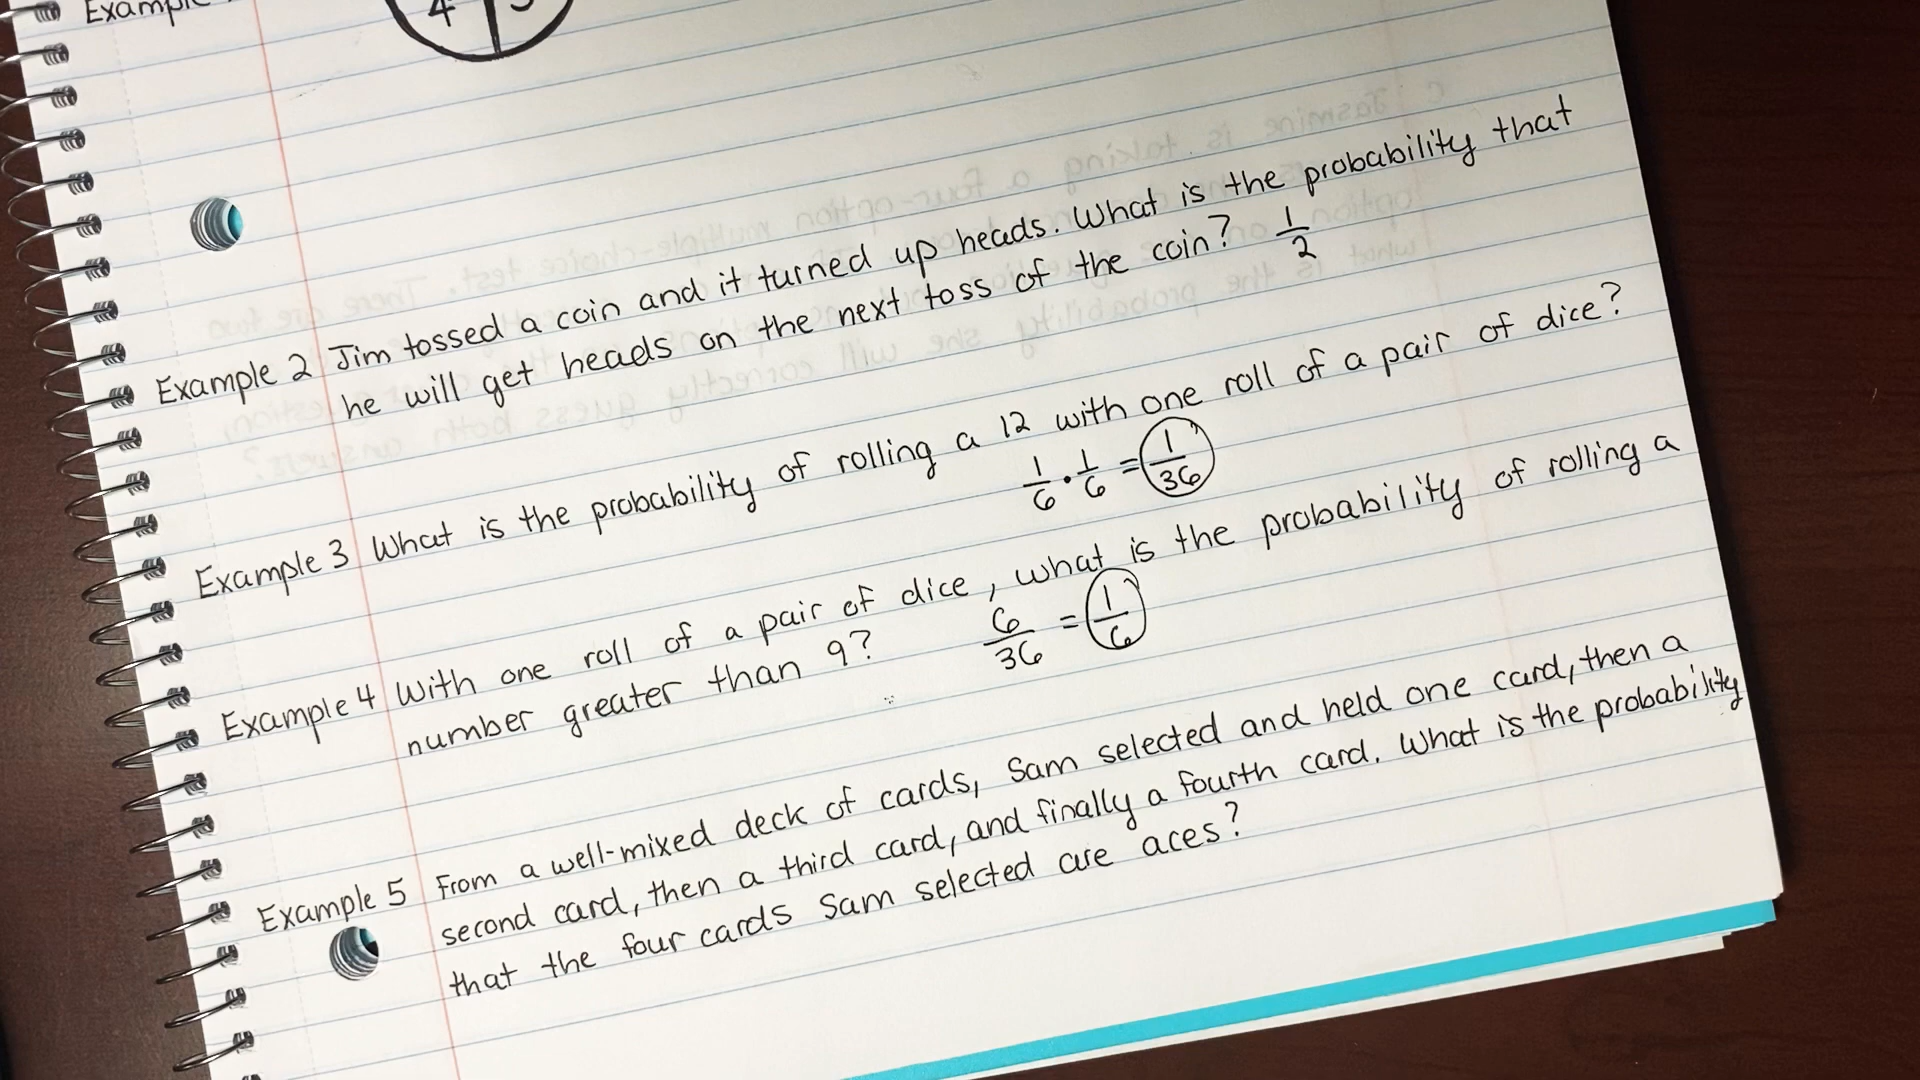 Example
4
Example 2 Jim tossed a coin and it turned up heads. What is the probability that
he will get heads on the next toss of the coin? 1/2
Example 3 What is the probability of rolling a 12 with one roll of a pair of dice?
1/6 · 1/6 = 1/36
Example 4 With one roll of a pair of dice, what is the probability of rolling a
number greater than 9? 6/36 = 1/6
Example 5 From a well-mixed deck of cards, Sam selected and held one card, then a
second card, then a third card, and finally a fourth card. What is the probability
that the four cards Sam selected are aces?